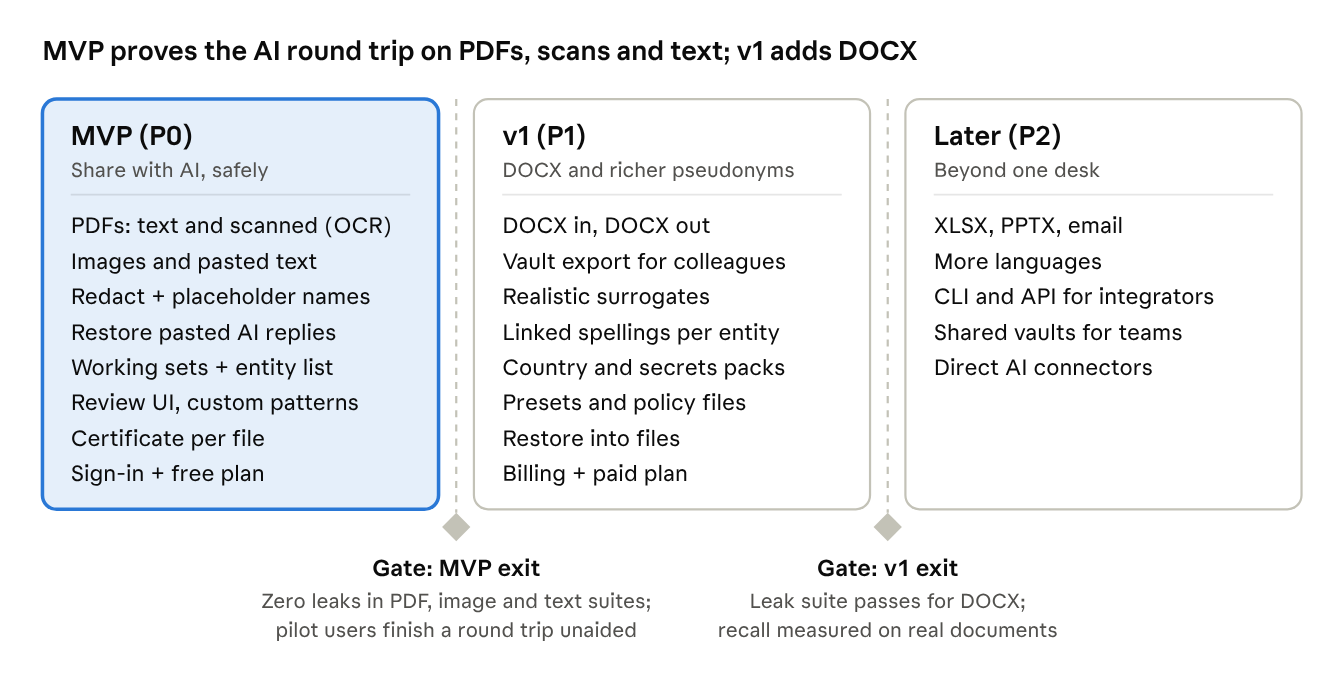 MVP proves the AI round trip on PDFs, scans and text; v1 adds DOCX
MVP (P0)
Share with AI, safely
PDFs: text and scanned (OCR)
Images and pasted text
Redact + placeholder names
Restore pasted AI replies
Working sets + entity list
Review UI, custom patterns
Certificate per file
Sign-in + free plan
v1 (P1)
DOCX and richer pseudonyms
DOCX in, DOCX out
Vault export for colleagues
Realistic surrogates
Linked spellings per entity
Country and secrets packs
Presets and policy files
Restore into files
Billing + paid plan
Later (P2)
Beyond one desk
XLSX, PPTX, email
More languages
CLI and API for integrators
Shared vaults for teams
Direct AI connectors
Gate: MVP exit
Zero leaks in PDF, image and text suites;
pilot users finish a round trip unaided
Gate: v1 exit
Leak suite passes for DOCX;
recall measured on real documents